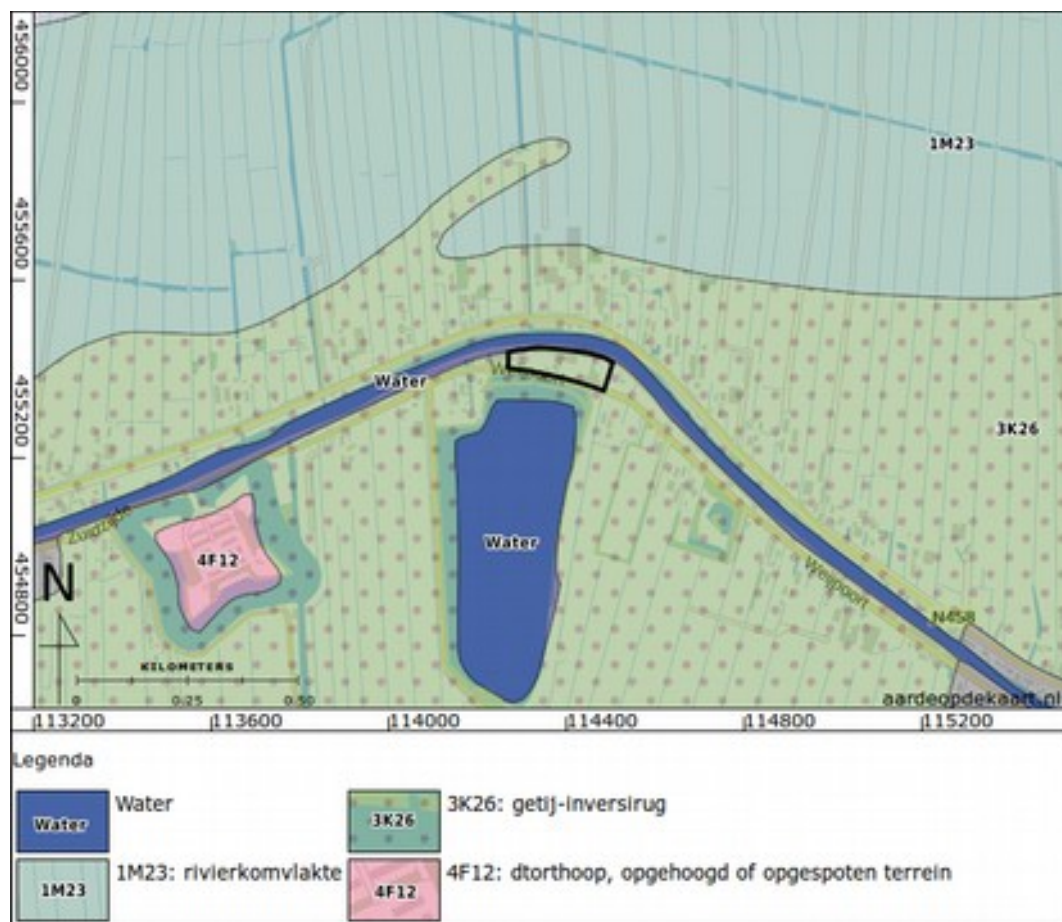 456000
1M23
455600
Water
455200
3K26
Zuidzijde
4F12
Water
Weijpoort
454800
N
N458
KILOMETERS
0 0.25 0.50
aardeopdekaart.nl
113200 113600 114000 114400 114800 115200
Legenda
Water Water 3K26 3K26: getij-inversirug
1M23 1M23: rivierkomvlakte 4F12 4F12: dtorthoop, opgehoogd of opgespoten terrein